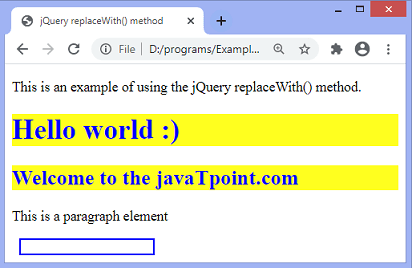 jQuery replaceWith() method
File | D:/programs/Exampl...
This is an example of using the jQuery replaceWith() method.
Hello world :)
Welcome to the javaTpoint.com
This is a paragraph element